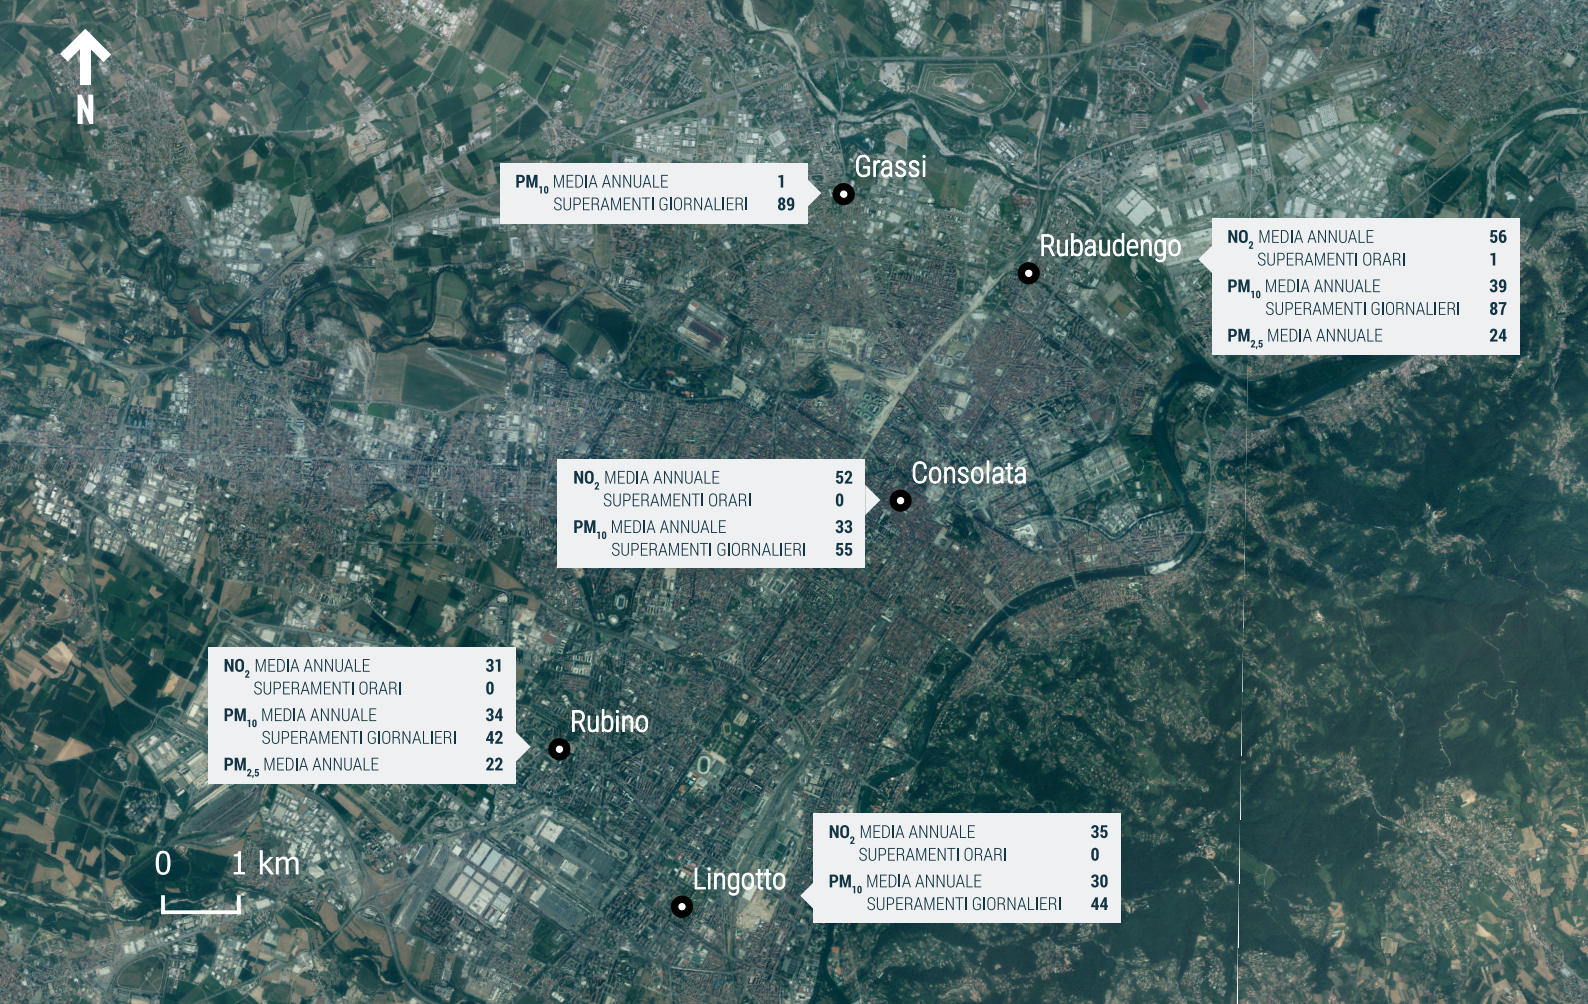 N
Grassi
PM10 MEDIA ANNUALE 1
SUPERAMENTI GIORNALIERI 89
Rubaudengo
NO2 MEDIA ANNUALE 56
SUPERAMENTI ORARI 1
PM10 MEDIA ANNUALE 39
SUPERAMENTI GIORNALIERI 87
PM2,5 MEDIA ANNUALE 24
Consolata
NO2 MEDIA ANNUALE 52
SUPERAMENTI ORARI 0
PM10 MEDIA ANNUALE 33
SUPERAMENTI GIORNALIERI 55
Rubino
NO2 MEDIA ANNUALE 31
SUPERAMENTI ORARI 0
PM10 MEDIA ANNUALE 34
SUPERAMENTI GIORNALIERI 42
PM2,5 MEDIA ANNUALE 22
Lingotto
NO2 MEDIA ANNUALE 35
SUPERAMENTI ORARI 0
PM10 MEDIA ANNUALE 30
SUPERAMENTI GIORNALIERI 44
0 1 km